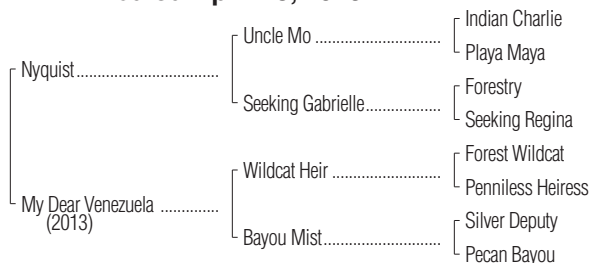 Indian Charlie
Uncle Mo ..........................
Playa Maya
Nyquist..............................
Forestry
Seeking Gabrielle................
Seeking Regina
Forest Wildcat
Wildcat Heir ......................
Penniless Heiress
My Dear Venezuela ............
(2013)
Silver Deputy
Bayou Mist.........................
Pecan Bayou